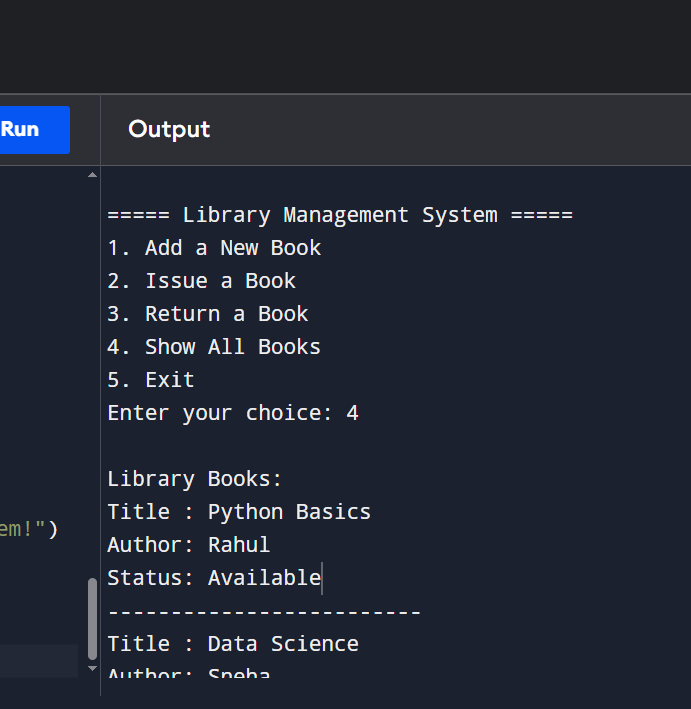 Run
Output
===== Library Management System =====
1. Add a New Book
2. Issue a Book
3. Return a Book
4. Show All Books
5. Exit
Enter your choice: 4
Library Books:
Title : Python Basics
em!")
Author: Rahul
Status: Available
-------------------------
Title : Data Science
Author: Sneha